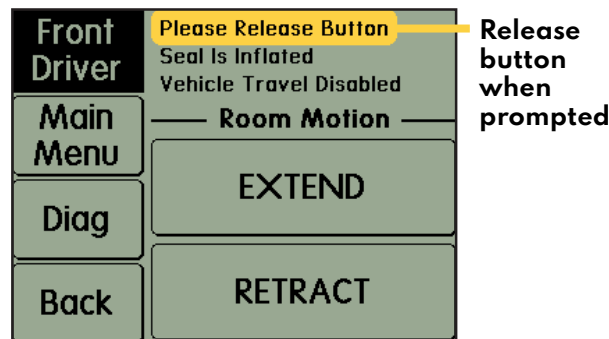 Front
Driver
Main
Menu
Diag
Back
Please Release Button
Seal Is Inflated
Vehicle Travel Disabled
Room Motion
EXTEND
RETRACT
Release
button
when
prompted